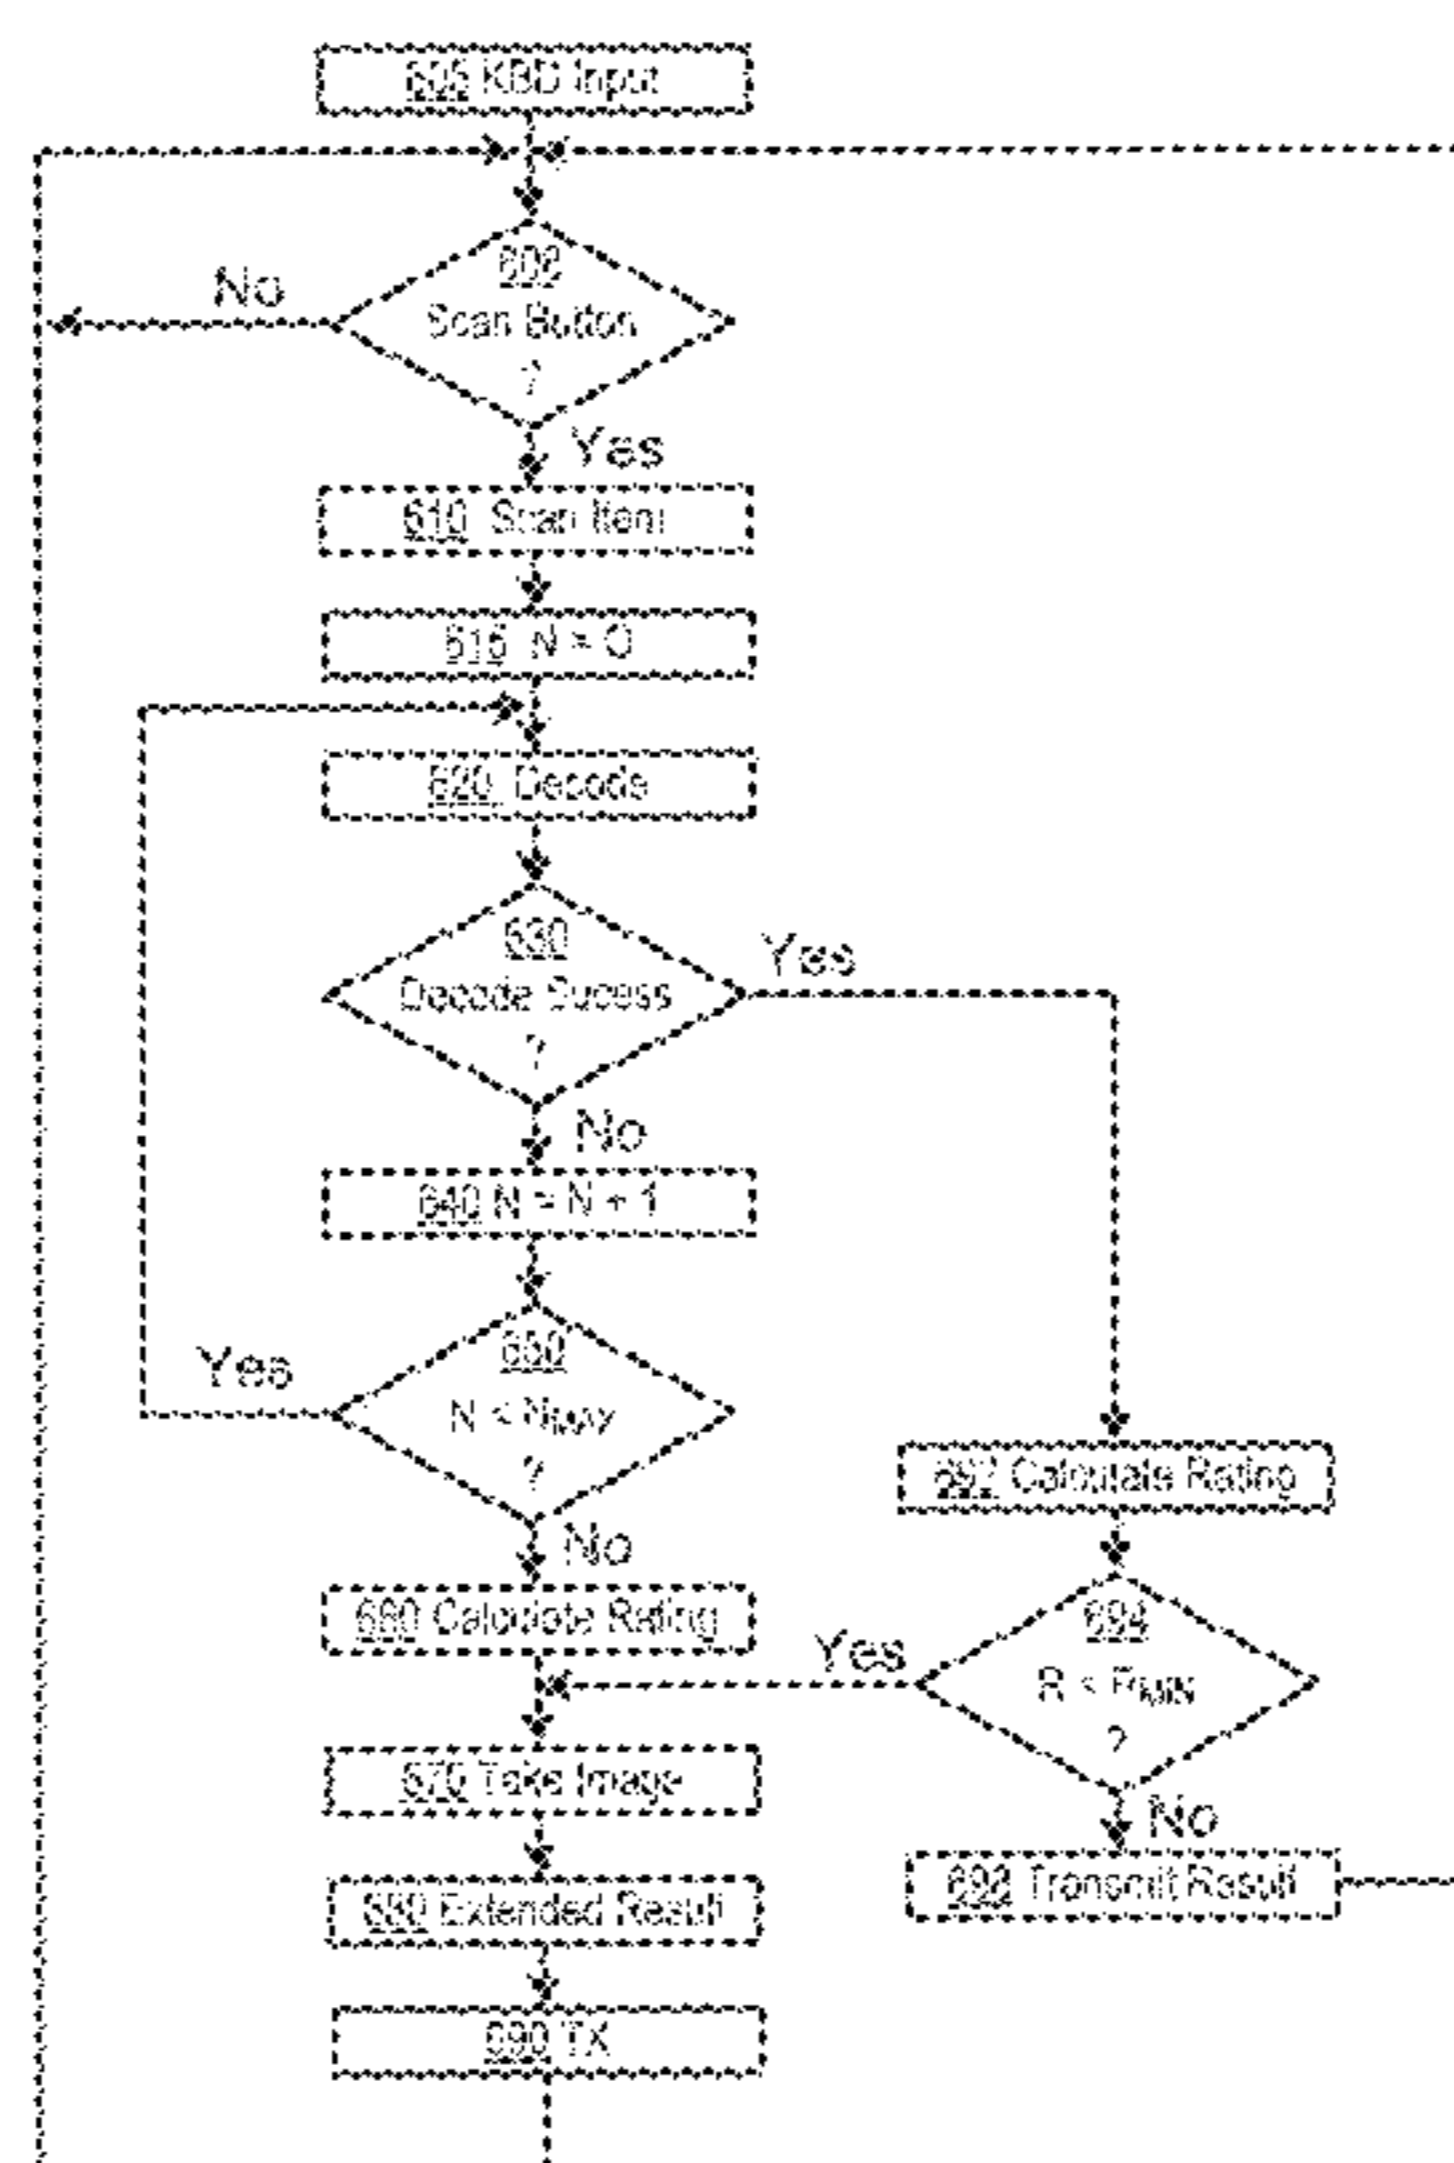 605 KBD Input
608
Scan Button
?
No
Yes
610 Scan Item
615 N = 0
620 Decode
630
Decode Sucess
?
Yes
No
640 N = N + 1
650
N < NMAX
?
Yes
No
660 Calculate Rating
692 Calculate Rating
694
R < RMIN
?
Yes
No
670 Take Image
680 Extended Result
Transmit Result
690 TX